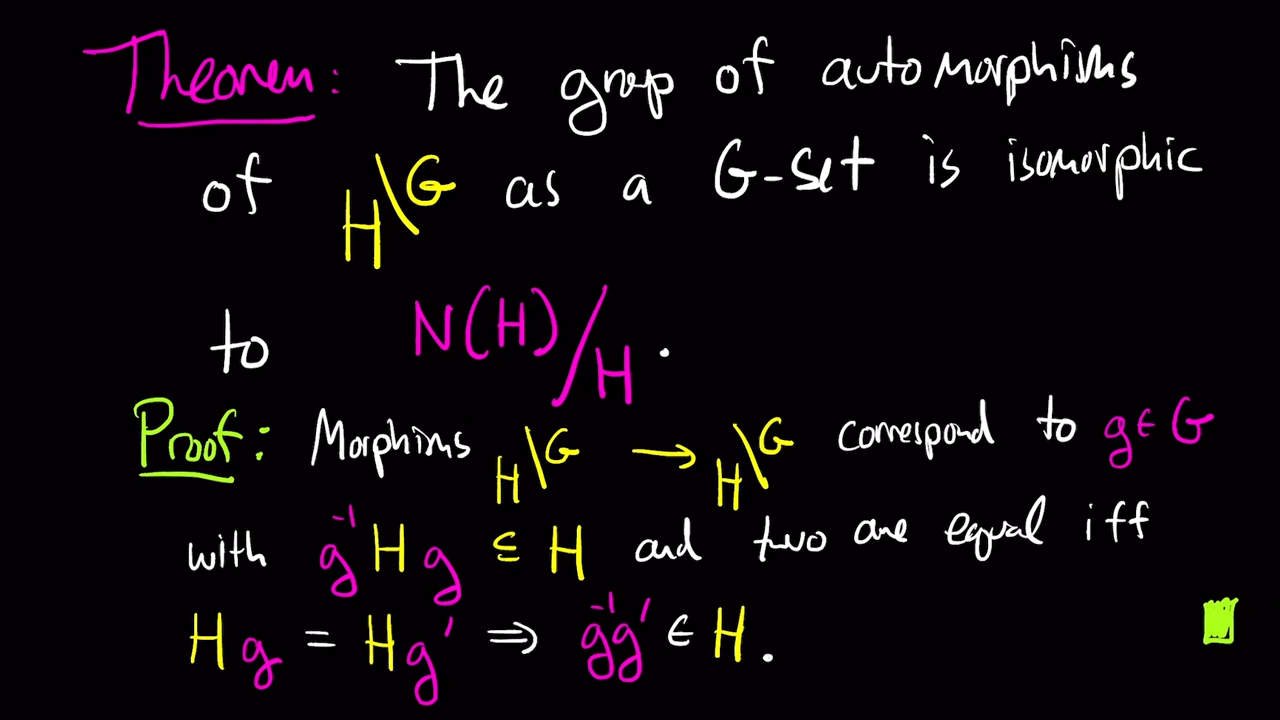 Theorem: The group of automorphisms
of H\G as a G-set is isomorphic
to N(H)/H.
Proof: Morphims H\G → H\G correspond to g∈G
with g⁻¹Hg ⊆ H and two are equal iff
Hg = Hg' ⇒ g⁻¹g' ∈ H.